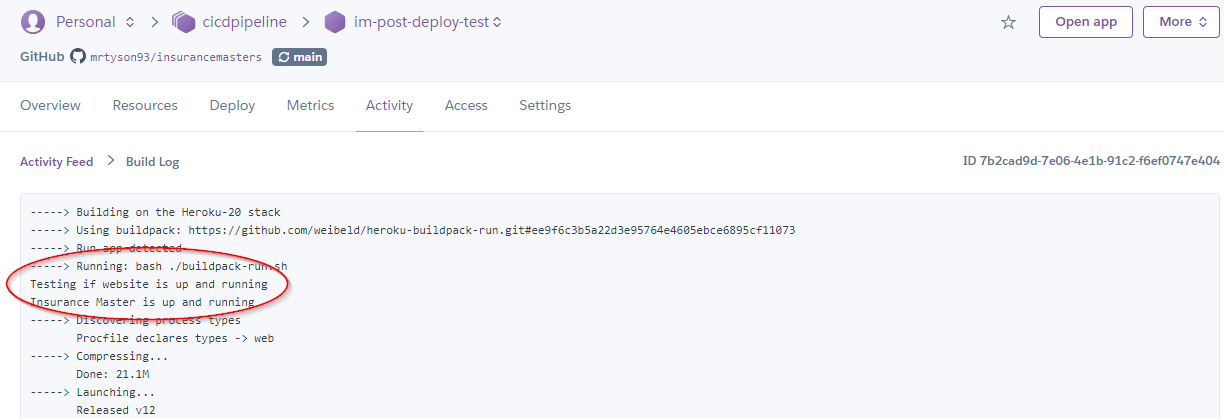 Personal > cicdpipeline > im-post-deploy-test
Open app
More
GitHub mrtyson93/insurancemasters main
Overview Resources Deploy Metrics Activity Access Settings
Activity Feed > Build Log
ID 7b2cad9d-7e06-4e1b-91c2-f6ef0747e404
-----> Building on the Heroku-20 stack
-----> Using buildpack: https://github.com/weibeld/heroku-buildpack-run.git#ee9f6c3b5a22d3e95764e4605ebce6895cf11073
-----> Run app detected
-----> Running: bash ./buildpack-run.sh
Testing if website is up and running
Insurance Master is up and running
-----> Discovering process types
Procfile declares types -> web
-----> Compressing...
Done: 21.1M
-----> Launching...
Released v12